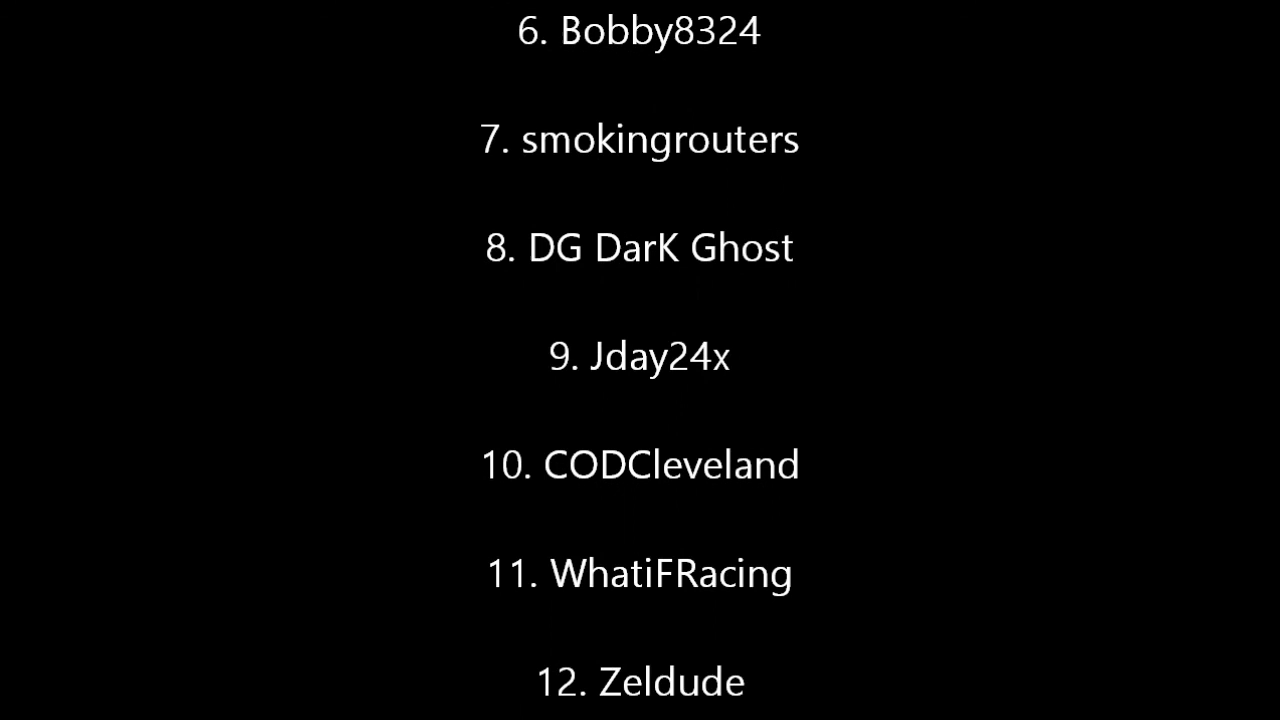 6. Bobby8324
7. smokingrouters
8. DG DarK Ghost
9. Jday24x
10. CODCleveland
11. WhatiFRacing
12. Zeldude